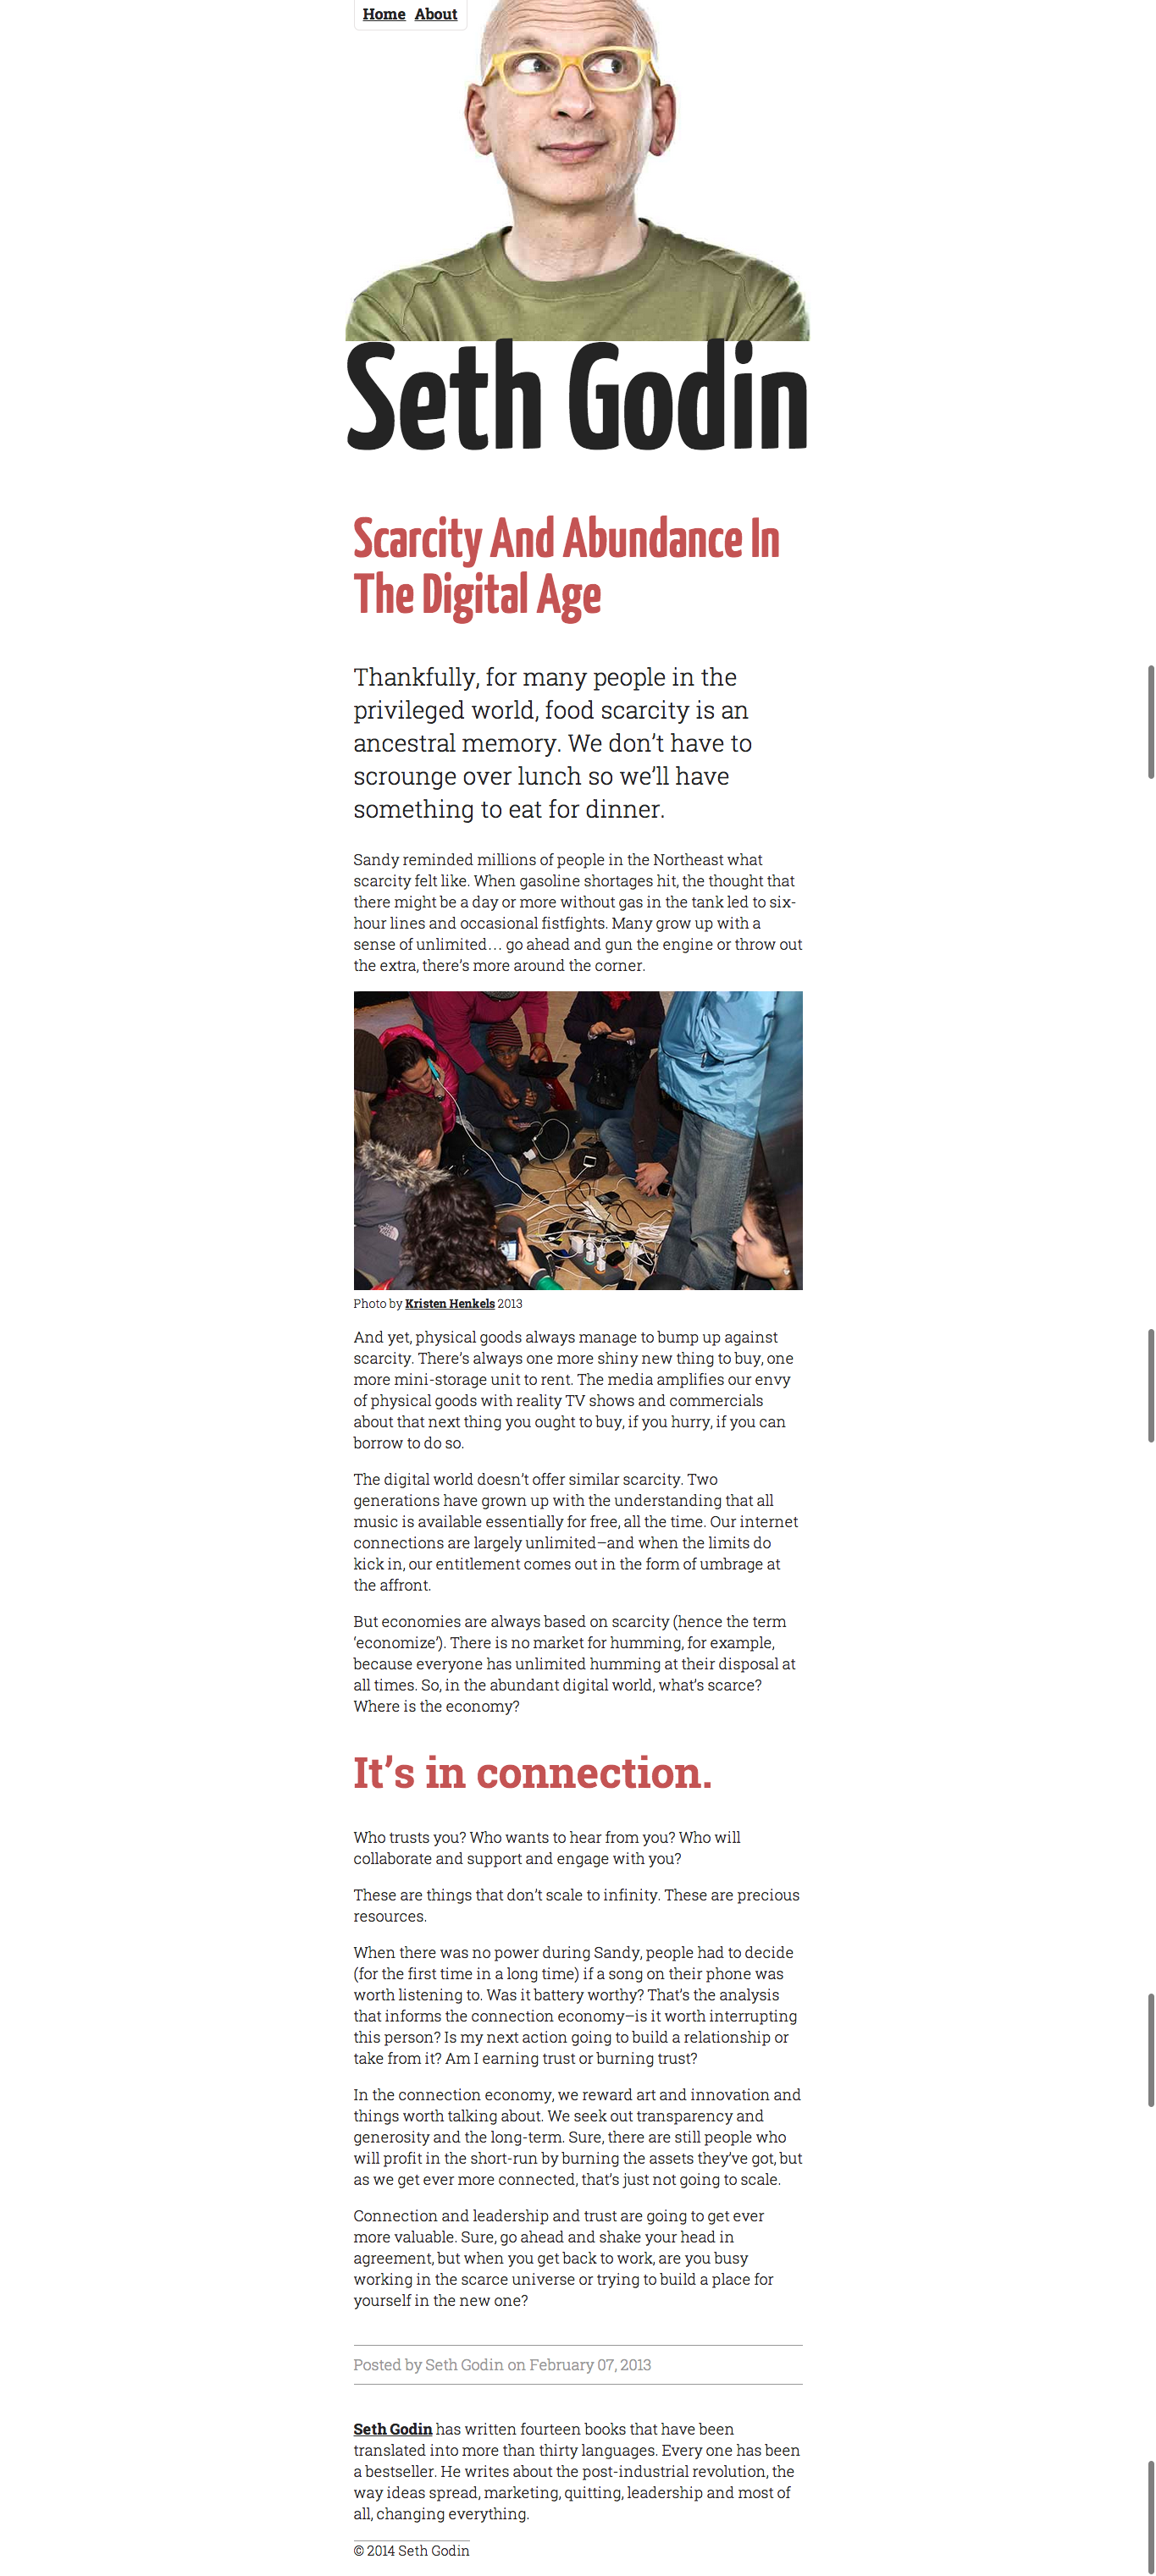 Home About
Seth Godin
Scarcity And Abundance In
The Digital Age
Thankfully, for many people in the
privileged world, food scarcity is an
ancestral memory. We don’t have to
scrounge over lunch so we’ll have
something to eat for dinner.
Sandy reminded millions of people in the Northeast what
scarcity felt like. When gasoline shortages hit, the thought that
there might be a day or more without gas in the tank led to six-
hour lines and occasional fistfights. Many grow up with a
sense of unlimited… go ahead and gun the engine or throw out
the extra, there’s more around the corner.
Photo by Kristen Henkels 2013
And yet, physical goods always manage to bump up against
scarcity. There’s always one more shiny new thing to buy, one
more mini-storage unit to rent. The media amplifies our envy
of physical goods with reality TV shows and commercials
about that next thing you ought to buy, if you hurry, if you can
borrow to do so.
The digital world doesn’t offer similar scarcity. Two
generations have grown up with the understanding that all
music is available essentially for free, all the time. Our internet
connections are largely unlimited–and when the limits do
kick in, our entitlement comes out in the form of umbrage at
the affront.
But economies are always based on scarcity (hence the term
‘economize’). There is no market for humming, for example,
because everyone has unlimited humming at their disposal at
all times. So, in the abundant digital world, what’s scarce?
Where is the economy?
It’s in connection.
Who trusts you? Who wants to hear from you? Who will
collaborate and support and engage with you?
These are things that don’t scale to infinity. These are precious
resources.
When there was no power during Sandy, people had to decide
(for the first time in a long time) if a song on their phone was
worth listening to. Was it battery worthy? That’s the analysis
that informs the connection economy–is it worth interrupting
this person? Is my next action going to build a relationship or
take from it? Am I earning trust or burning trust?
In the connection economy, we reward art and innovation and
things worth talking about. We seek out transparency and
generosity and the long-term. Sure, there are still people who
will profit in the short-run by burning the assets they’ve got, but
as we get ever more connected, that’s just not going to scale.
Connection and leadership and trust are going to get ever
more valuable. Sure, go ahead and shake your head in
agreement, but when you get back to work, are you busy
working in the scarce universe or trying to build a place for
yourself in the new one?
Posted by Seth Godin on February 07, 2013
Seth Godin has written fourteen books that have been
translated into more than thirty languages. Every one has been
a bestseller. He writes about the post-industrial revolution, the
way ideas spread, marketing, quitting, leadership and most of
all, changing everything.
© 2014 Seth Godin